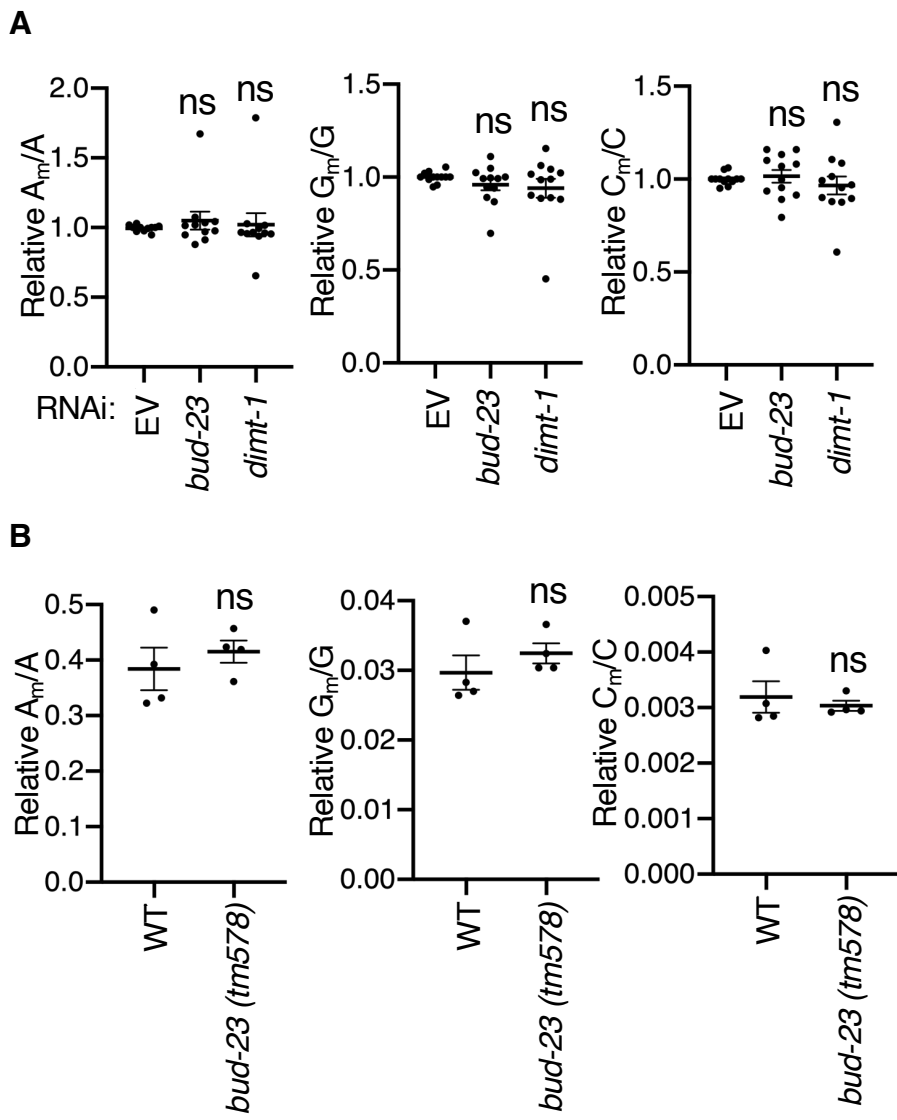 A
Relative Am/A
2.0
1.5
1.0
0.5
0.0
ns
ns
RNAi:
EV
bud-23
dimt-1
Relative Gm/G
1.5
1.0
0.5
0.0
ns
ns
EV
bud-23
dimt-1
Relative Cm/C
1.5
1.0
0.5
0.0
ns
ns
EV
bud-23
dimt-1
B
Relative Am/A
0.5
0.4
0.3
0.2
0.1
0.0
ns
WT
bud-23 (tm578)
Relative Gm/G
0.04
0.03
0.02
0.01
0.00
ns
WT
bud-23 (tm578)
Relative Cm/C
0.005
0.004
0.003
0.002
0.001
0.000
ns
WT
bud-23 (tm578)